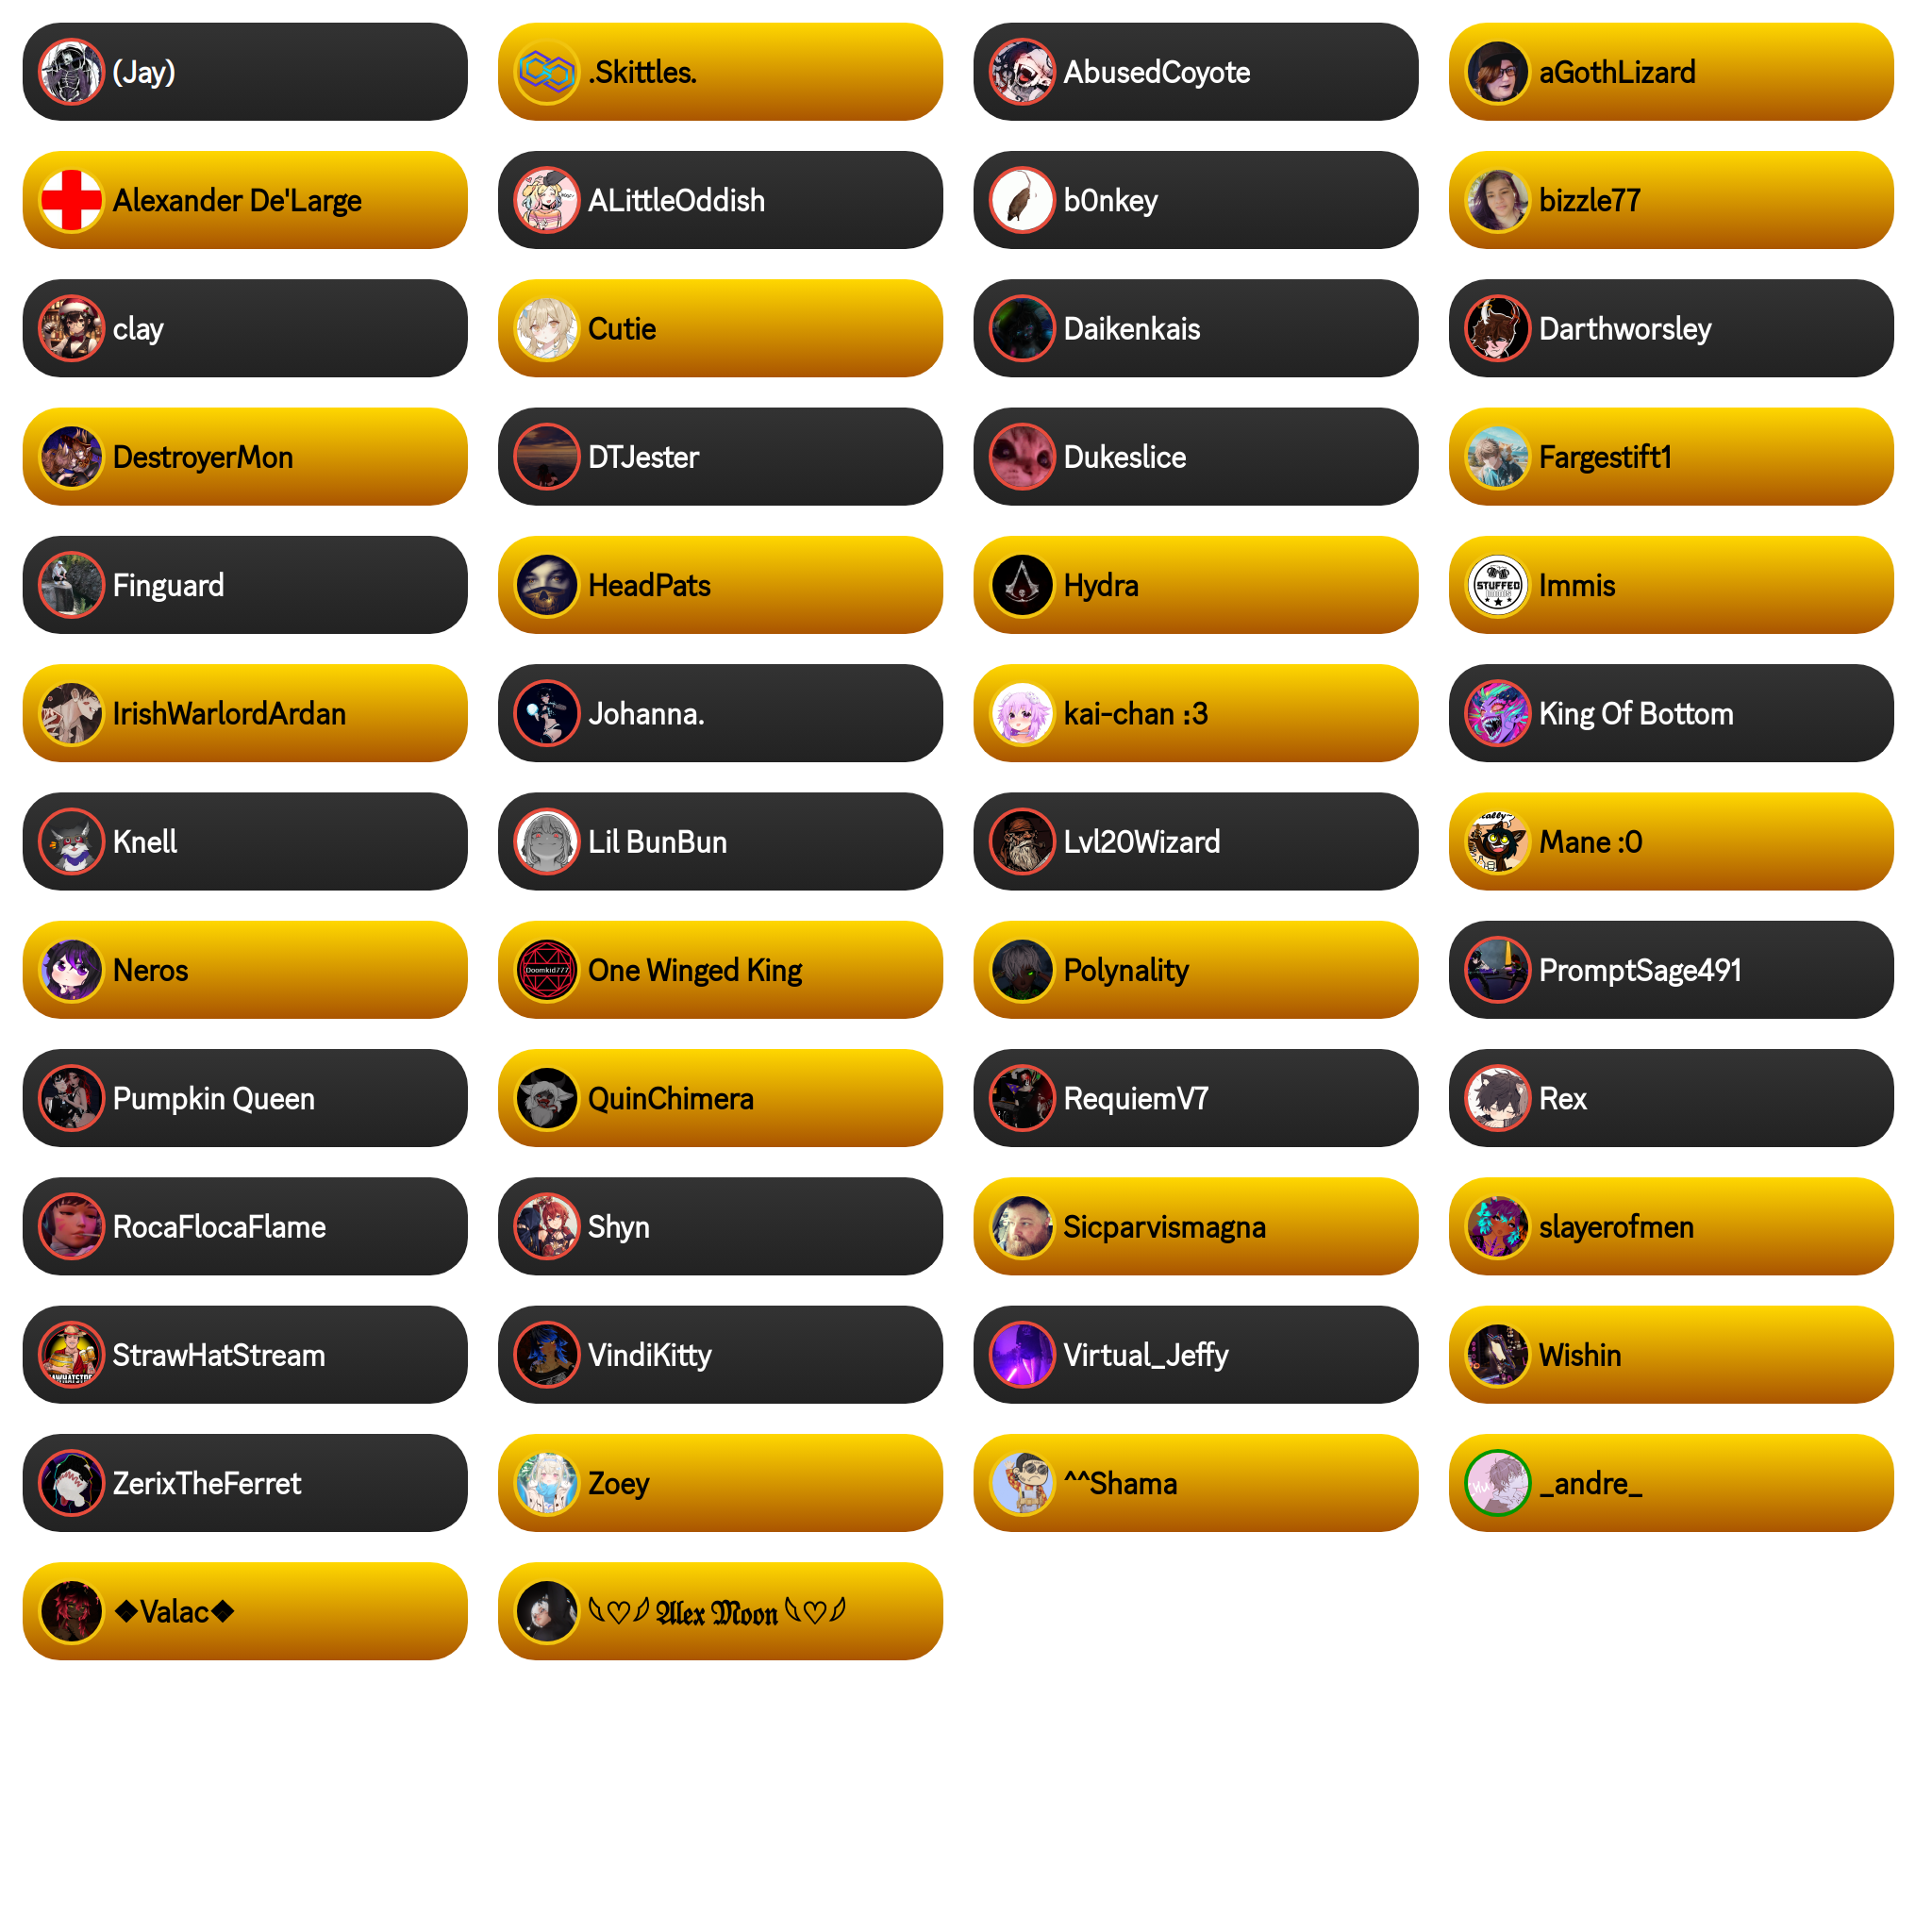 (Jay)
.Skittles.
AbusedCoyote
aGothLizard
Alexander De'Large
ALittleOddish
b0nkey
bizzle77
clay
Cutie
Daikenkais
Darthworsley
DestroyerMon
DTJester
Dukeslice
Fargestift1
Finguard
HeadPats
Hydra
STUFFED
Immis
IrishWarlordArdan
Johanna.
kai-chan :3
King Of Bottom
Knell
Lil BunBun
Lvl20Wizard
Mane :0
Neros
Doomkid777
One Winged King
Polynality
PromptSage491
Pumpkin Queen
QuinChimera
RequiemV7
Rex
RocaFlocaFlame
Shyn
Sicparvismagna
slayerofmen
StrawHatStream
VindiKitty
Virtual_Jeffy
Wishin
ZerixTheFerret
Zoey
^^Shama
_andre_
❖Valac❖
𓆩♡𓆪 𝕬𝖑𝖊𝖝 𝕸𝖔𝖔𝖓 𓆩♡𓆪